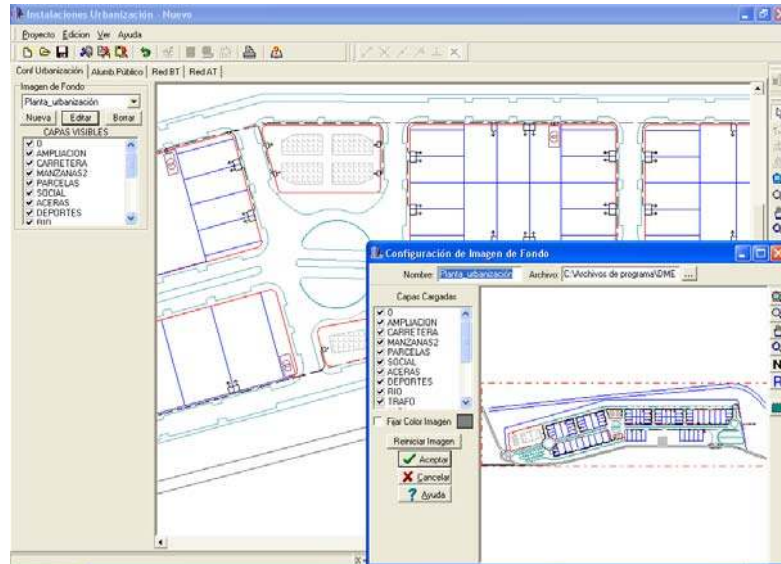 Instalaciones Urbanización - Nuevo
Proyecto Edicion Ver Ayuda
Conf Urbanización Alumb.Público Red BT Red AT
Imagen de Fondo
Planta_urbanización
Nueva Editar Borrar
CAPAS VISIBLES
0
AMPLIACION
CARRETERA
MANZANAS2
PARCELAS
SOCIAL
ACERAS
DEPORTES
RIO
Configuración de Imagen de Fondo
Nombre: Planta_urbanización Archivo: C:\Archivos de programa\DME ...
Capas Cargadas
0
AMPLIACION
CARRETERA
MANZANAS2
PARCELAS
SOCIAL
ACERAS
DEPORTES
RIO
TRAFO
Fijar Color Imagen
Reiniciar Imagen
Aceptar
Cancelar
Ayuda
N
R